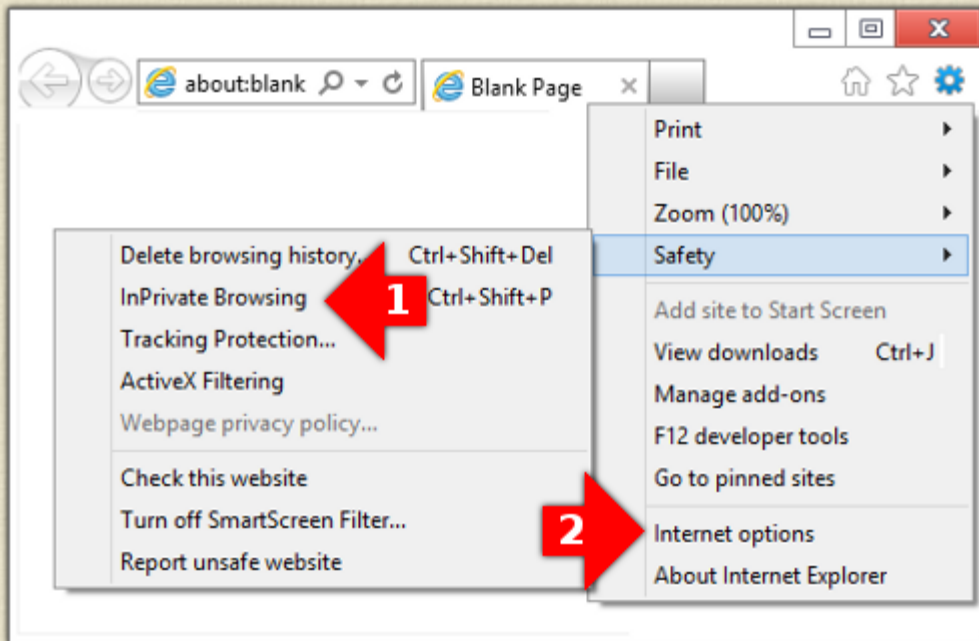 about:blank
Blank Page
Print
File
Zoom (100%)
Safety
Add site to Start Screen
View downloads Ctrl+J
Manage add-ons
F12 developer tools
Go to pinned sites
Internet options
About Internet Explorer
Delete browsing history... Ctrl+Shift+Del
InPrivate Browsing Ctrl+Shift+P
Tracking Protection...
ActiveX Filtering
Webpage privacy policy...
Check this website
Turn off SmartScreen Filter...
Report unsafe website
1
2